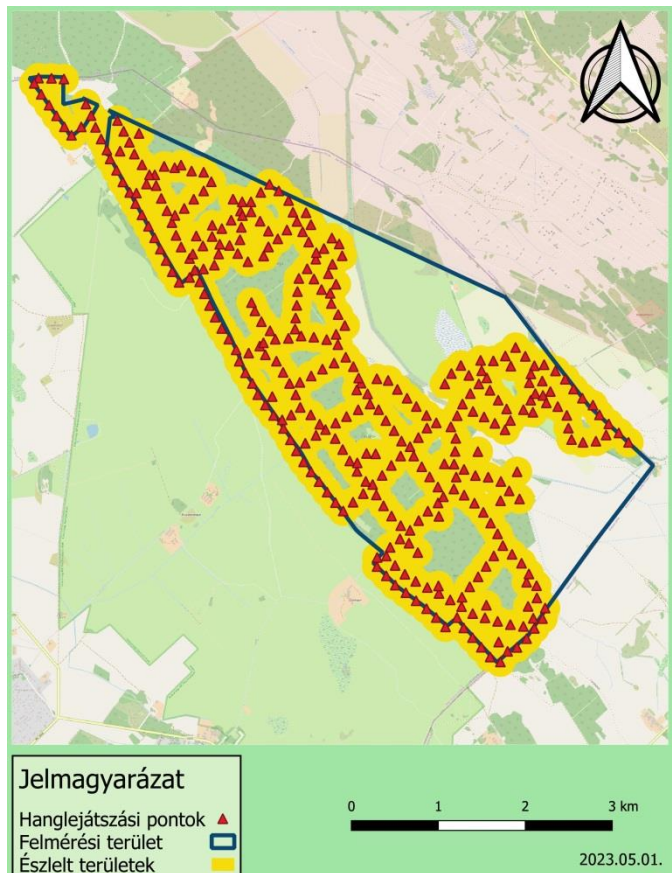 Jelmagyarázat
Hanglejátszási pontok
Felmérési terület
Észlelt területek
0 1 2 3 km
2023.05.01.